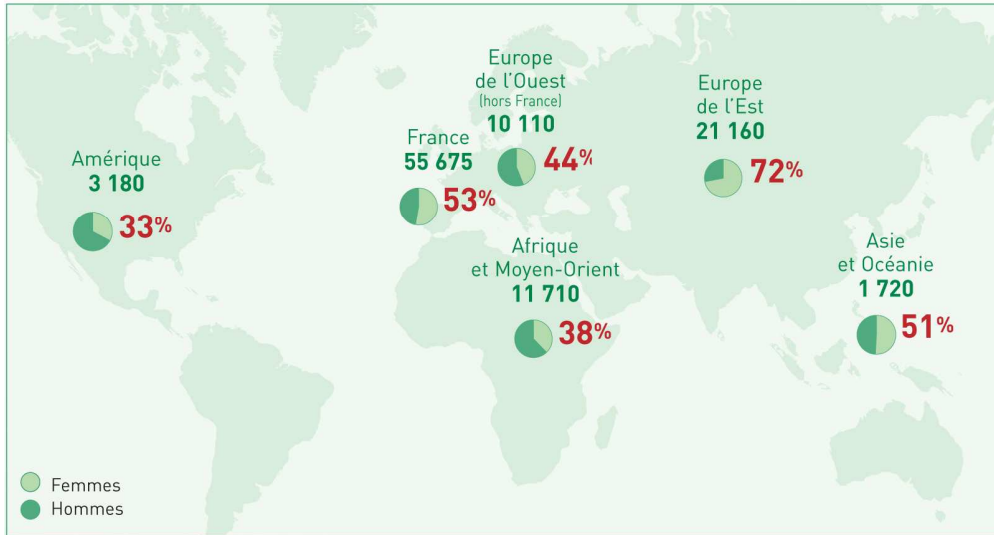 Amérique
3 180
33%
France
55 675
53%
Europe
de l'Ouest
(hors France)
10 110
44%
Europe
de l'Est
21 160
72%
Afrique
et Moyen-Orient
11 710
38%
Asie
et Océanie
1 720
51%
Femmes
Hommes